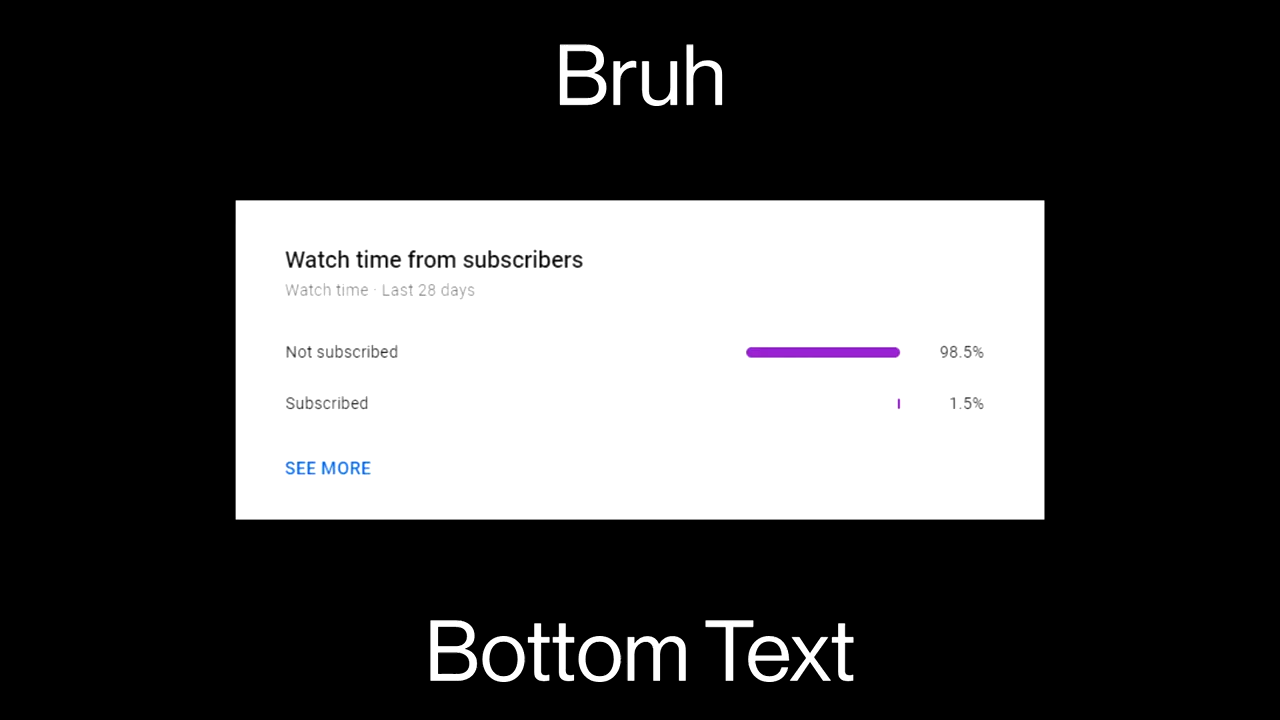 Bruh
Watch time from subscribers
Watch time · Last 28 days
Not subscribed 98.5%
Subscribed 1.5%
SEE MORE
Bottom Text